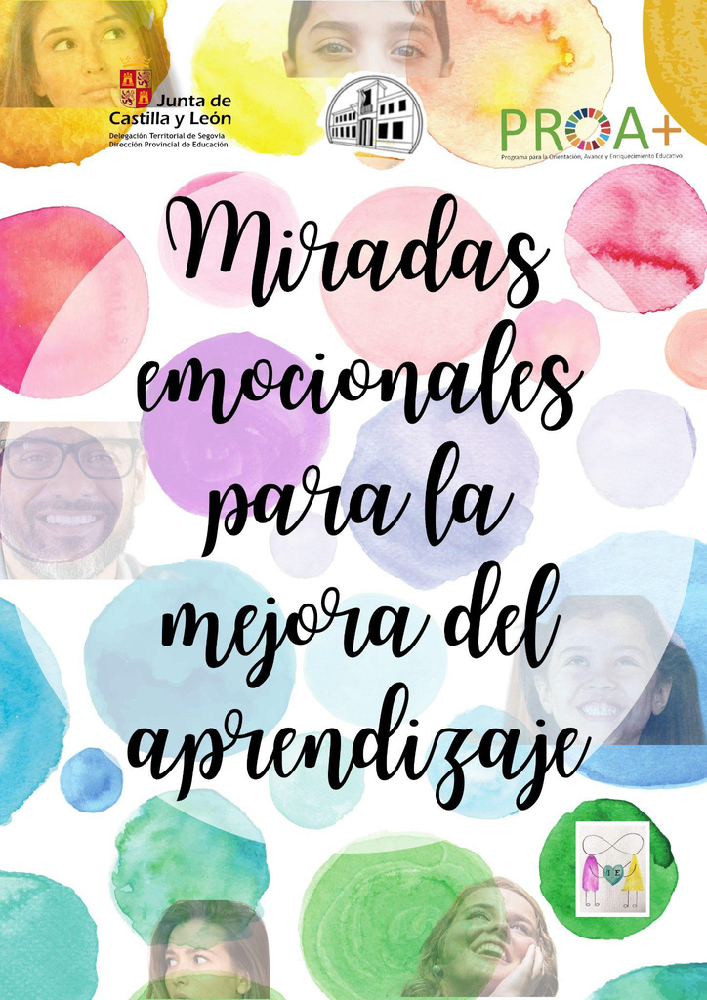 Junta de
Castilla y León
Delegación Territorial de Segovia
Dirección Provincial de Educación
PROA+
Programa para la Orientación, Avance y Enriquecimiento Educativo
Miradas
emocionales
para la
mejora del
aprendizaje
I E